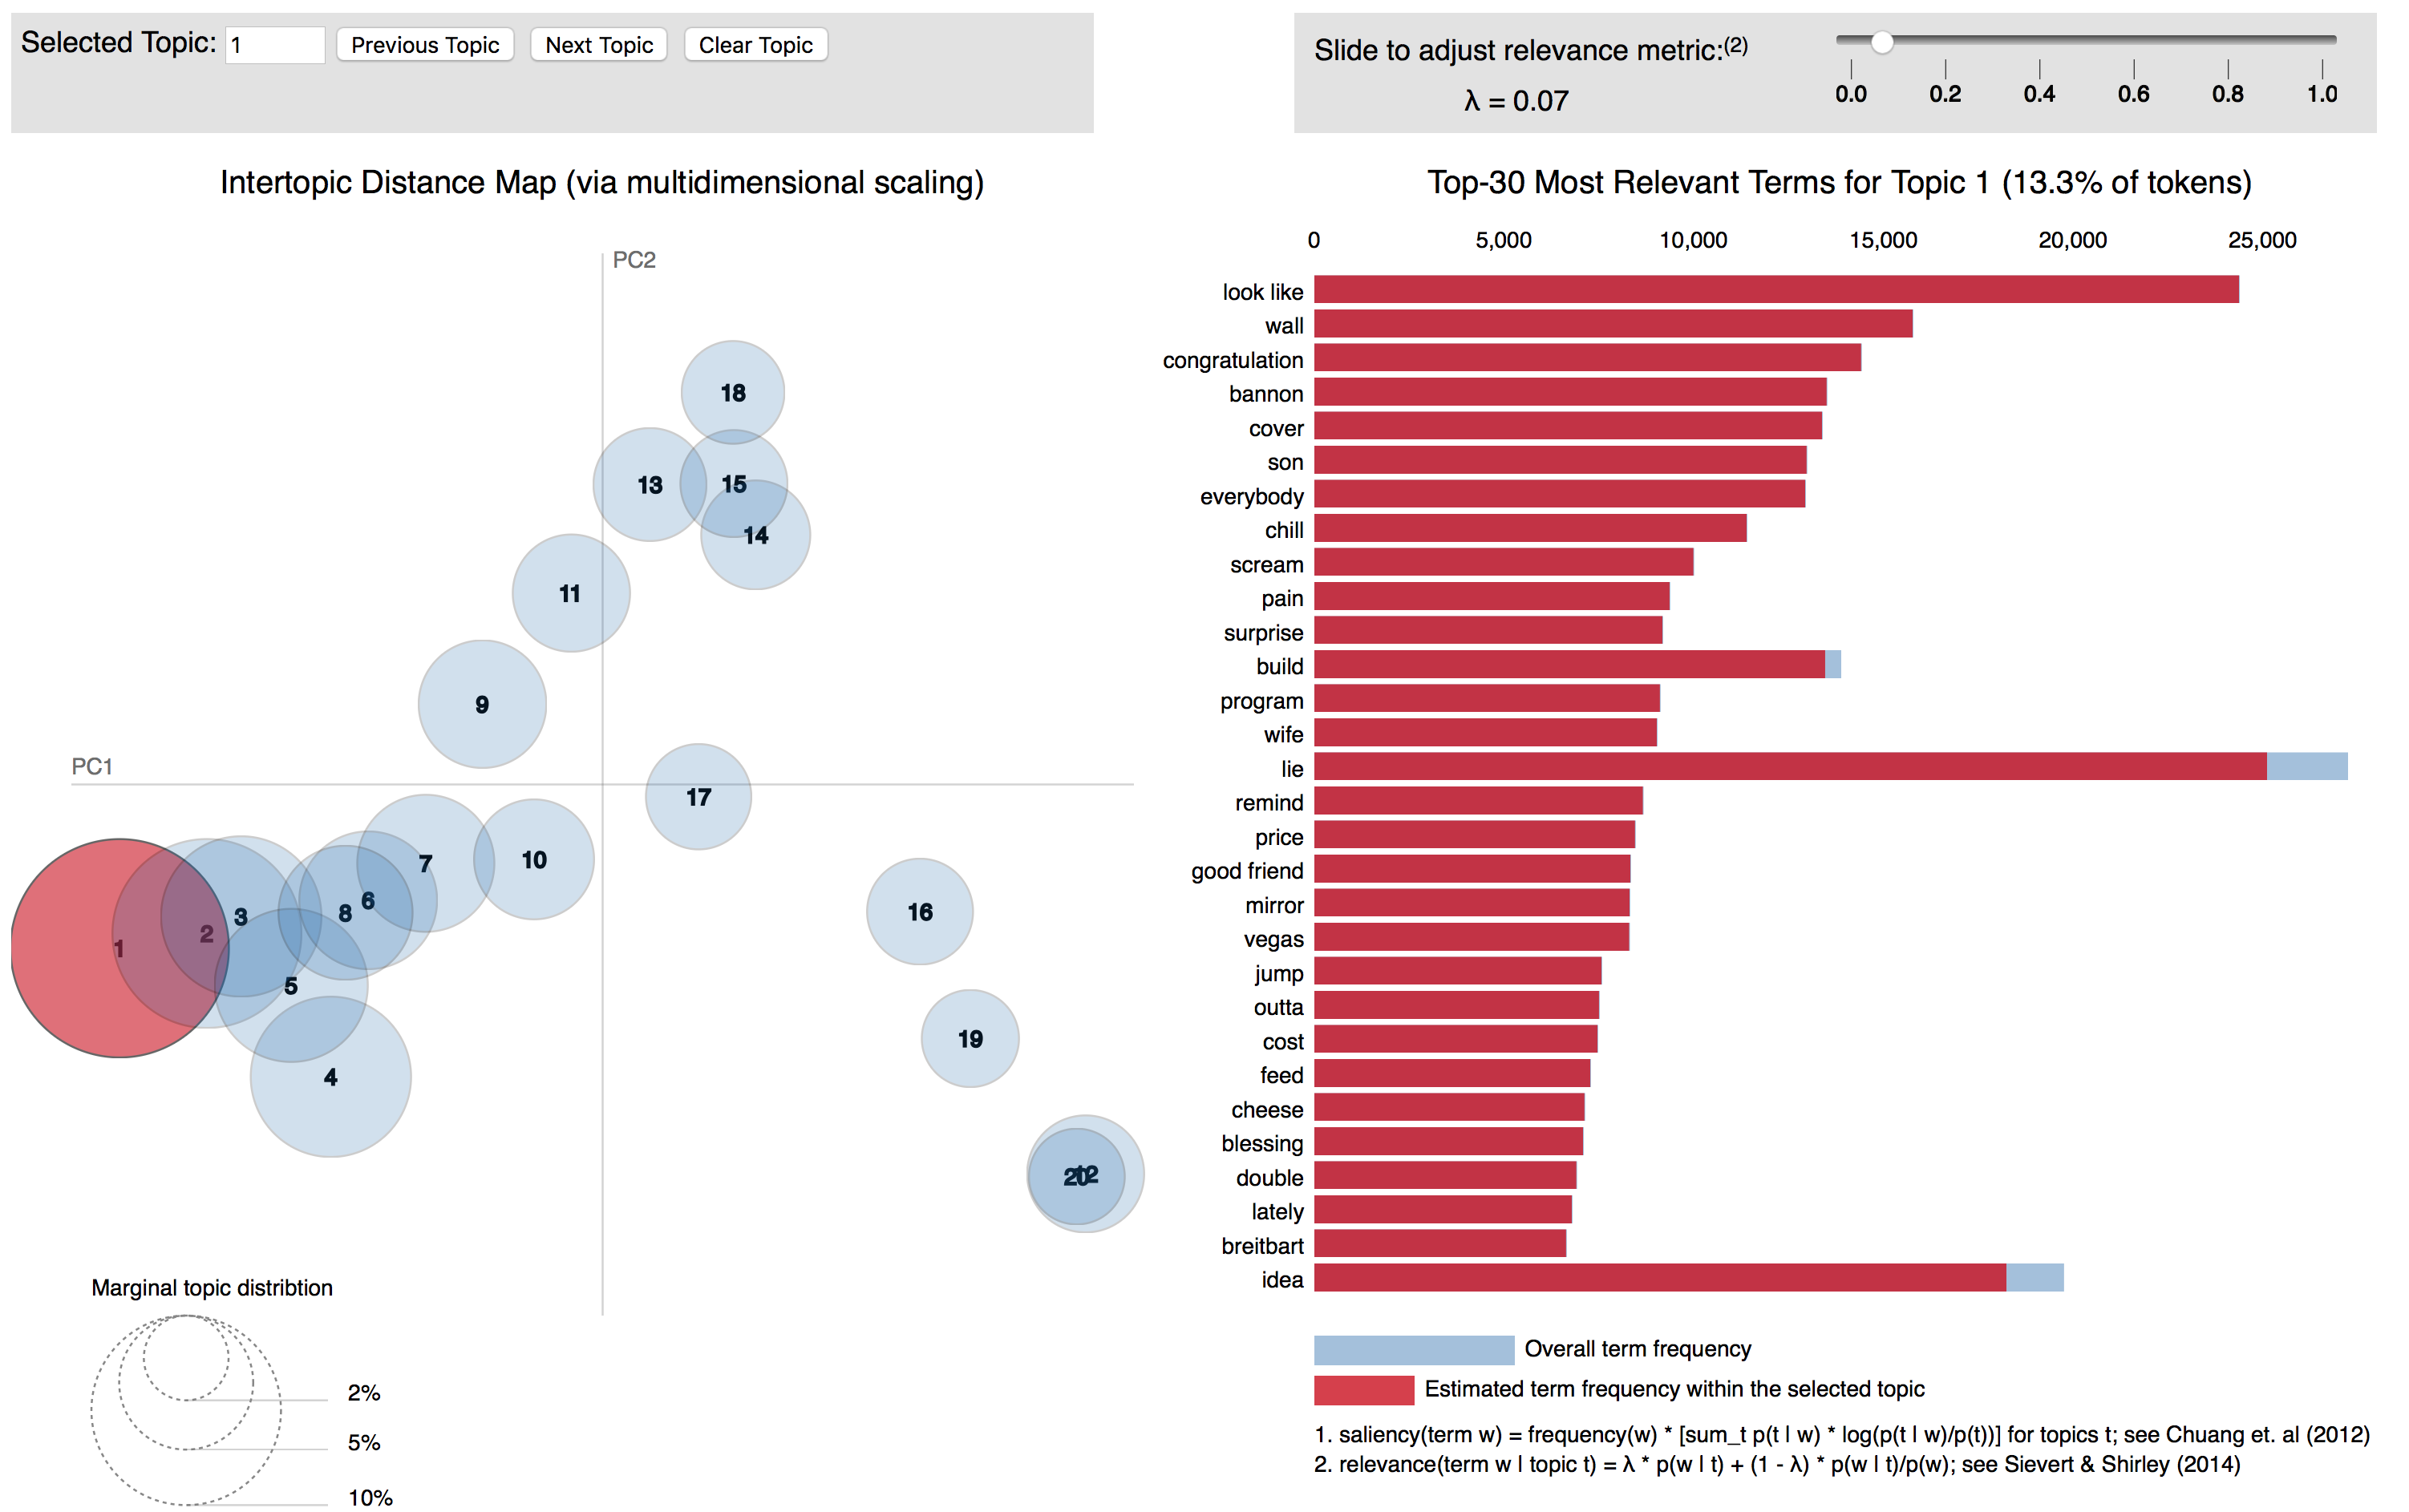 Selected Topic: 1 Previous Topic Next Topic Clear Topic
Slide to adjust relevance metric:(2)
λ = 0.07
0.0 0.2 0.4 0.6 0.8 1.0
Intertopic Distance Map (via multidimensional scaling)
PC2
PC1
18
13
15
14
11
9
17
7
10
6
8
3
2
1
5
4
16
19
20
12
Marginal topic distribtion
2%
5%
10%
Top-30 Most Relevant Terms for Topic 1 (13.3% of tokens)
0 5,000 10,000 15,000 20,000 25,000
look like
wall
congratulation
bannon
cover
son
everybody
chill
scream
pain
surprise
build
program
wife
lie
remind
price
good friend
mirror
vegas
jump
outta
cost
feed
cheese
blessing
double
lately
breitbart
idea
Overall term frequency
Estimated term frequency within the selected topic
1. saliency(term w) = frequency(w) * [sum_t p(t | w) * log(p(t | w)/p(t))] for topics t; see Chuang et. al (2012)
2. relevance(term w | topic t) = λ * p(w | t) + (1 - λ) * p(w | t)/p(w); see Sievert & Shirley (2014)